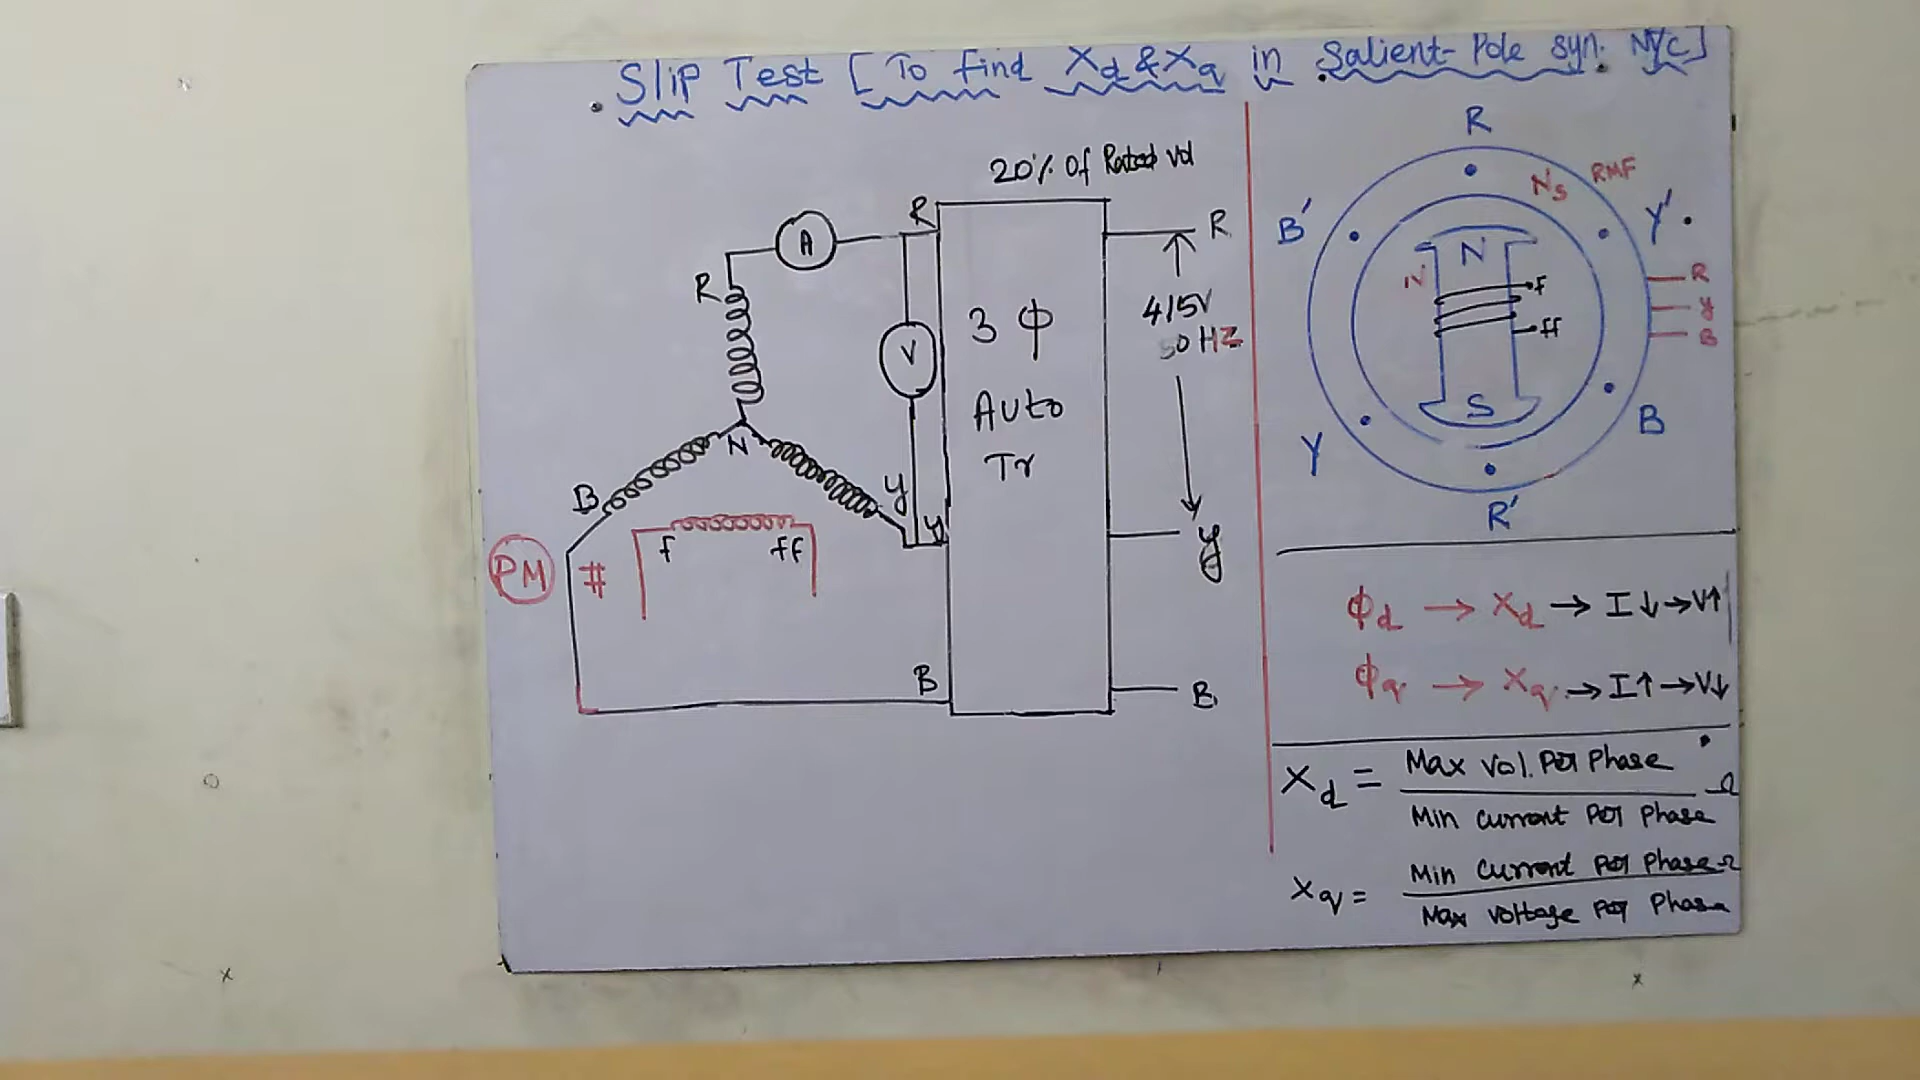 Slip Test [To find Xd & Xq in Salient-Pole syn. M/C]
20% Of Rated Vol
R
A
R
R
V
3 Φ
Auto
Tr
415V
50 HZ
N
B
y
y
y
f
ff
PM
#
B
B
R
Ns
RMF
B'
Y'
N
N
f
ff
R
y
B
S
B
Y
R'
Φd → Xd → I↓ → V↑
Φq → Xq → I↑ → V↓
Xd = Max Vol. Per Phase
Min current Per Phase
Ω
Xq = Min Current per Phase Ω
Max voltage per Phase